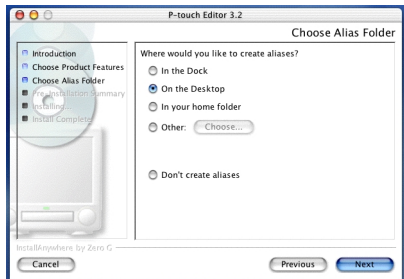 P-touch Editor 3.2
Choose Alias Folder
Introduction
Choose Product Features
Choose Alias Folder
Pre-Installation Summary
Installing...
Install Complete
Where would you like to create aliases?
In the Dock
On the Desktop
In your home folder
Other: Choose...
Don't create aliases
InstallAnywhere by Zero G
Cancel Previous Next